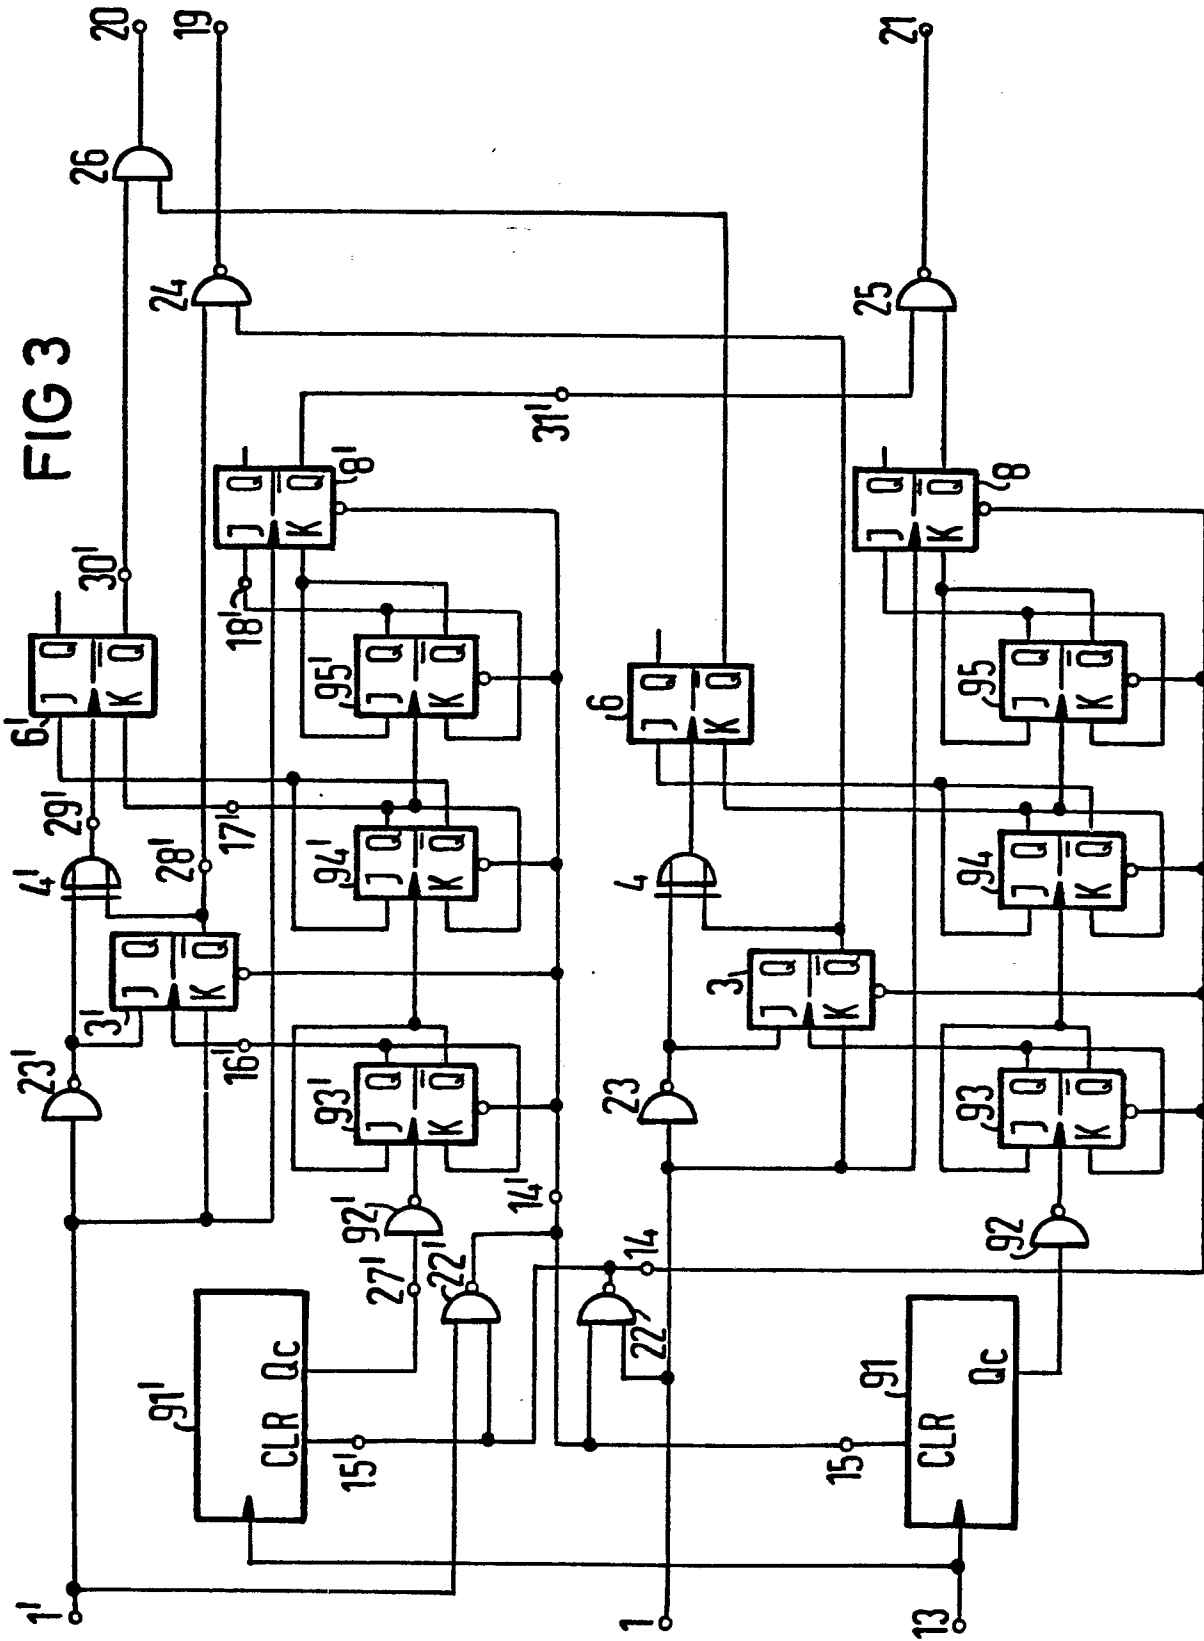 FIG 3
20
19
21
26
24
25
31'
30'
6'
J Q
K Q̅
18'
8'
J Q
K Q̅
95'
J Q
K Q̅
6
J Q
K Q̅
8
J Q
K Q̅
95
J Q
K Q̅
29'
17'
4'
28'
94'
J Q
K Q̅
4
94
J Q
K Q̅
3'
J Q
K Q̅
23'
16'
93'
J Q
K Q̅
3
J Q
K Q̅
23
93
J Q
K Q̅
92'
14'
27'
22'
14
22
92
91'
CLR Qc
15'
15
91
CLR Qc
1'
1
13